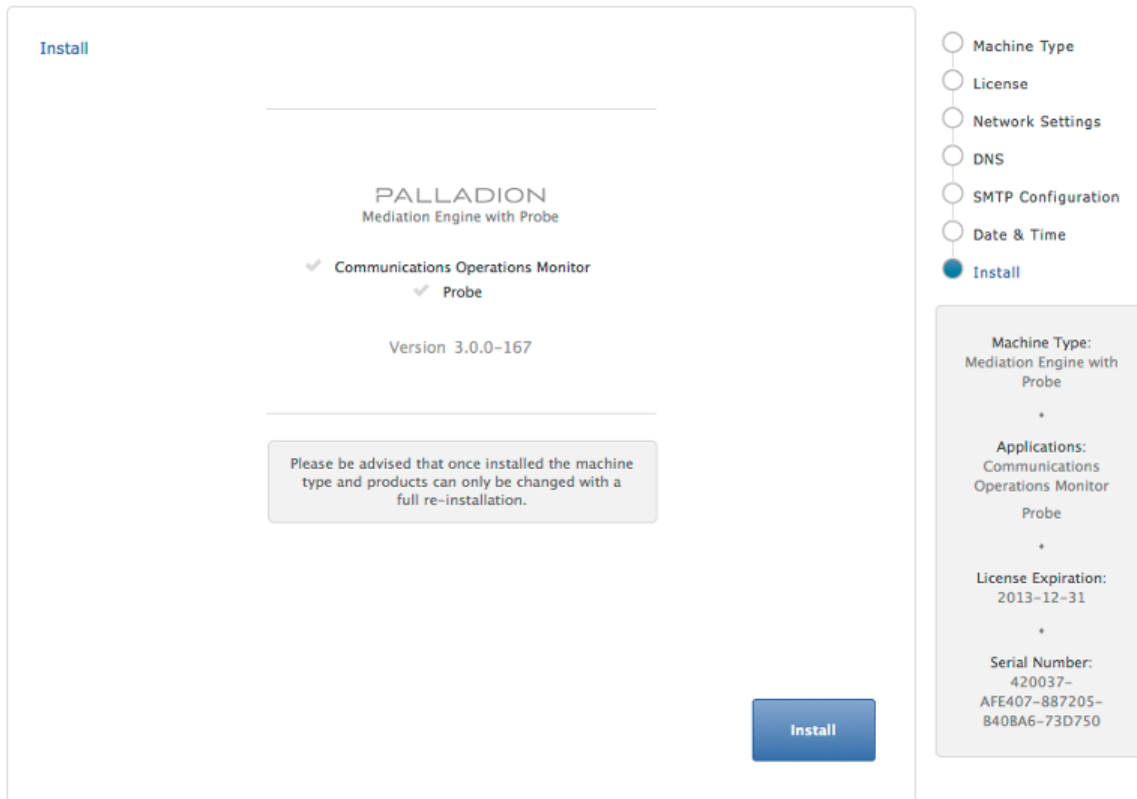 Install
PALLADION
Mediation Engine with Probe
Communications Operations Monitor
Probe
Version 3.0.0-167
Please be advised that once installed the machine
type and products can only be changed with a
full re-installation.
Install
Machine Type
License
Network Settings
DNS
SMTP Configuration
Date & Time
Install
Machine Type:
Mediation Engine with
Probe
*
Applications:
Communications
Operations Monitor
Probe
*
License Expiration:
2013-12-31
*
Serial Number:
420037-
AFE407-887205-
B40BA6-73D750